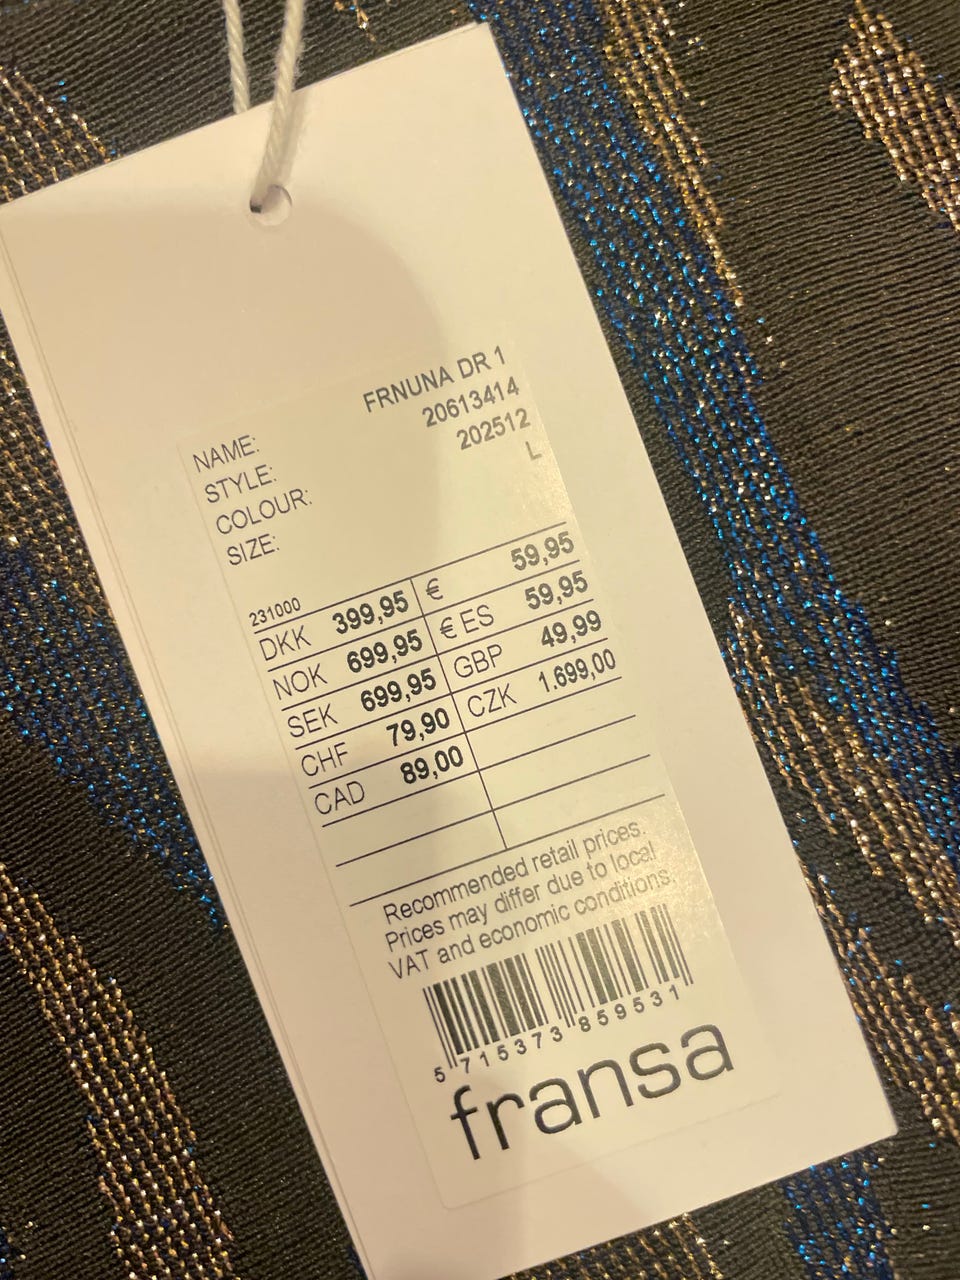 NAME: FRNUNA DR 1
STYLE: 20613414
COLOUR: 202512
SIZE: L
231000
DKK 399,95 € 59,95
NOK 699,95 € ES 59,95
SEK 699,95 GBP 49,99
CHF 79,90 CZK 1.699,00
CAD 89,00
Recommended retail prices.
Prices may differ due to local
VAT and economic conditions.
5 715373 859531
fransa